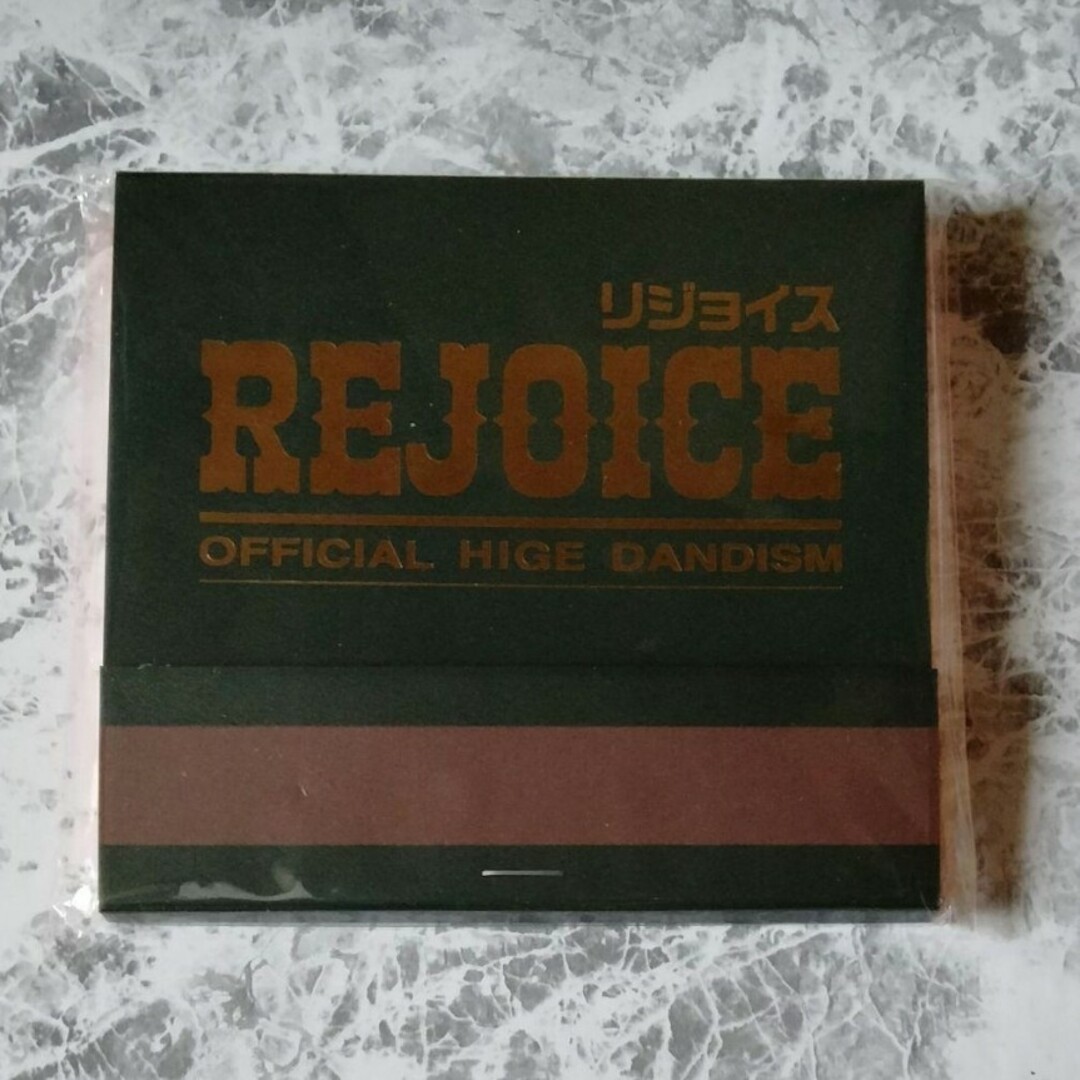 リジョイス
REJOICE
OFFICIAL HIGE DANDISM